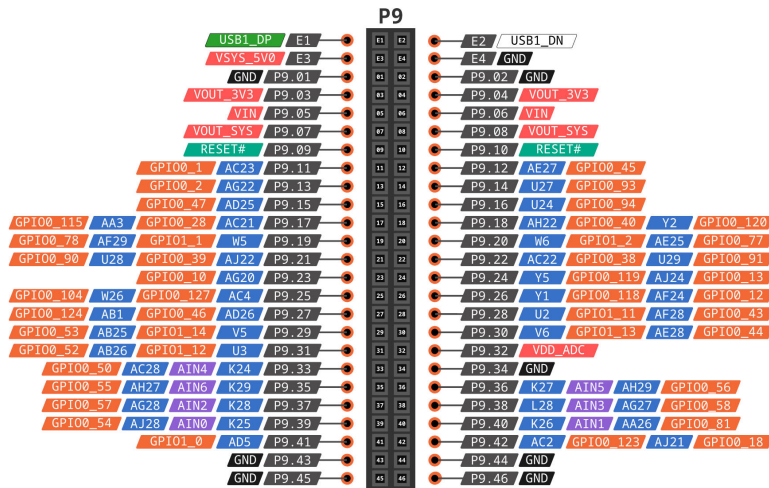 P9
USB1_DP E1 E1 E2 E2 USB1_DN
VSYS_5V0 E3 E3 E4 E4 GND
GND P9.01 01 02 P9.02 GND
VOUT_3V3 P9.03 03 04 P9.04 VOUT_3V3
VIN P9.05 05 06 P9.06 VIN
VOUT_SYS P9.07 07 08 P9.08 VOUT_SYS
RESET# P9.09 09 10 P9.10 RESET#
GPIO0_1 AC23 P9.11 11 12 P9.12 AE27 GPIO0_45
GPIO0_2 AG22 P9.13 13 14 P9.14 U27 GPIO0_93
GPIO0_47 AD25 P9.15 15 16 P9.16 U24 GPIO0_94
GPIO0_115 AA3 GPIO0_28 AC21 P9.17 17 18 P9.18 AH22 GPIO0_40 Y2 GPIO0_120
GPIO0_78 AF29 GPIO1_1 W5 P9.19 19 20 P9.20 W6 GPIO1_2 AE25 GPIO0_77
GPIO0_90 U28 GPIO0_39 AJ22 P9.21 21 22 P9.22 AC22 GPIO0_38 U29 GPIO0_91
GPIO0_10 AG20 P9.23 23 24 P9.24 Y5 GPIO0_119 AJ24 GPIO0_13
GPIO0_104 W26 GPIO0_127 AC4 P9.25 25 26 P9.26 Y1 GPIO0_118 AF24 GPIO0_12
GPIO0_124 AB1 GPIO0_46 AD26 P9.27 27 28 P9.28 U2 GPIO1_11 AF28 GPIO0_43
GPIO0_53 AB25 GPIO1_14 V5 P9.29 29 30 P9.30 V6 GPIO1_13 AE28 GPIO0_44
GPIO0_52 AB26 GPIO1_12 U3 P9.31 31 32 P9.32 VDD_ADC
GPIO0_50 AC28 AIN4 K24 P9.33 33 34 P9.34 GND
GPIO0_55 AH27 AIN6 K29 P9.35 35 36 P9.36 K27 AIN5 AH29 GPIO0_56
GPIO0_57 AG28 AIN2 K28 P9.37 37 38 P9.38 L28 AIN3 AG27 GPIO0_58
GPIO0_54 AJ28 AIN0 K25 P9.39 39 40 P9.40 K26 AIN1 AA26 GPIO0_81
GPIO1_0 AD5 P9.41 41 42 P9.42 AC2 GPIO0_123 AJ21 GPIO0_18
GND P9.43 43 44 P9.44 GND
GND P9.45 45 46 P9.46 GND